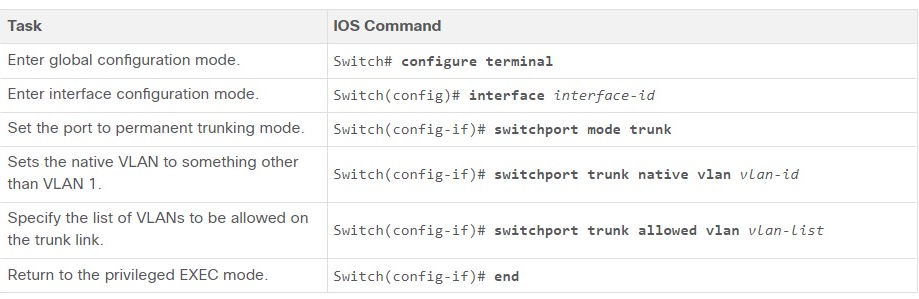 Task IOS Command
Enter global configuration mode. Switch# configure terminal
Enter interface configuration mode. Switch(config)# interface interface-id
Set the port to permanent trunking mode. Switch(config-if)# switchport mode trunk
Sets the native VLAN to something other
than VLAN 1.
Switch(config-if)# switchport trunk native vlan vlan-id
Specify the list of VLANs to be allowed on
the trunk link.
Switch(config-if)# switchport trunk allowed vlan vlan-list
Return to the privileged EXEC mode. Switch(config-if)# end